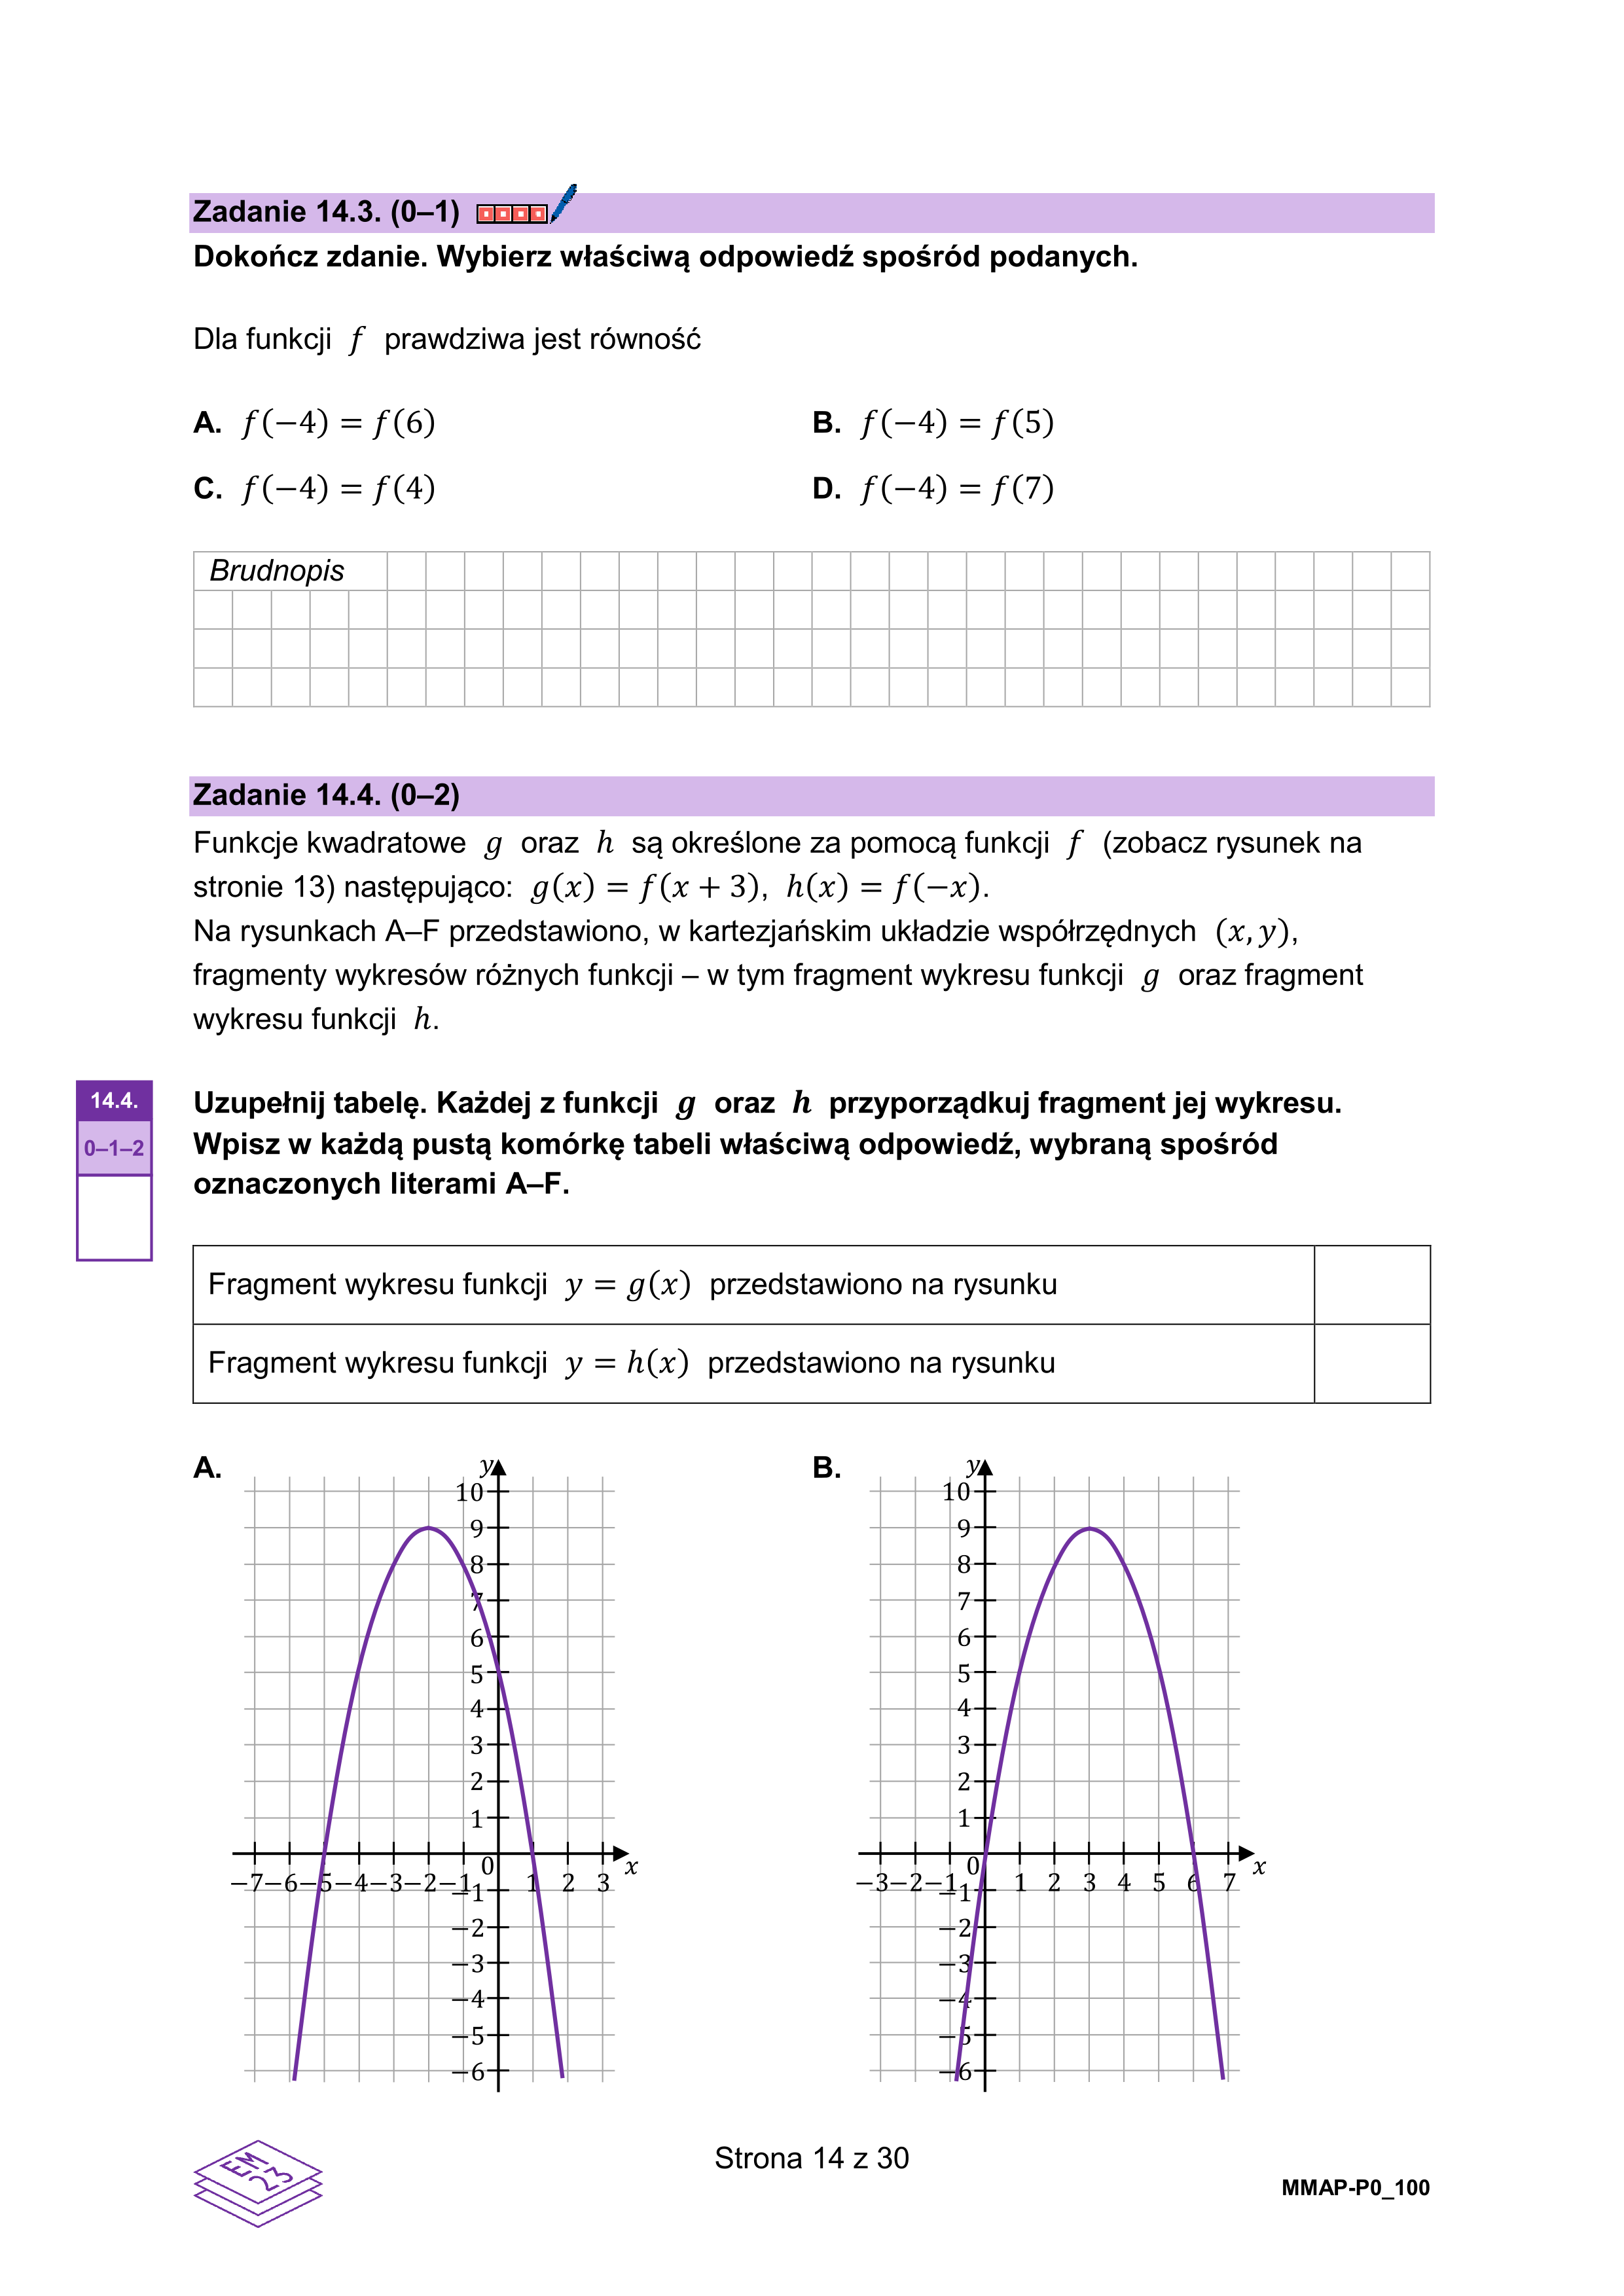 Zadanie 14.3. (0–1)
Dokończ zdanie. Wybierz właściwą odpowiedź spośród podanych.
Dla funkcji f prawdziwa jest równość
A. f(−4) = f(6) B. f(−4) = f(5)
C. f(−4) = f(4) D. f(−4) = f(7)
Brudnopis
Zadanie 14.4. (0–2)
Funkcje kwadratowe g oraz h są określone za pomocą funkcji f (zobacz rysunek na
stronie 13) następująco: g(x) = f(x + 3), h(x) = f(−x).
Na rysunkach A–F przedstawiono, w kartezjańskim układzie współrzędnych (x, y),
fragmenty wykresów różnych funkcji – w tym fragment wykresu funkcji g oraz fragment
wykresu funkcji h.
14.4.
0–1–2
Uzupełnij tabelę. Każdej z funkcji g oraz h przyporządkuj fragment jej wykresu.
Wpisz w każdą pustą komórkę tabeli właściwą odpowiedź, wybraną spośród
oznaczonych literami A–F.
Fragment wykresu funkcji y = g(x) przedstawiono na rysunku
Fragment wykresu funkcji y = h(x) przedstawiono na rysunku
A.
y
10
9
8
7
6
5
4
3
2
1
0
x
−7 −6 −5 −4 −3 −2 −1 1 2 3
−1
−2
−3
−4
−5
−6
B.
y
10
9
8
7
6
5
4
3
2
1
0
x
−3 −2 −1 1 2 3 4 5 6 7
−1
−2
−3
−4
−5
−6
EM
23
Strona 14 z 30
MMAP-P0_100